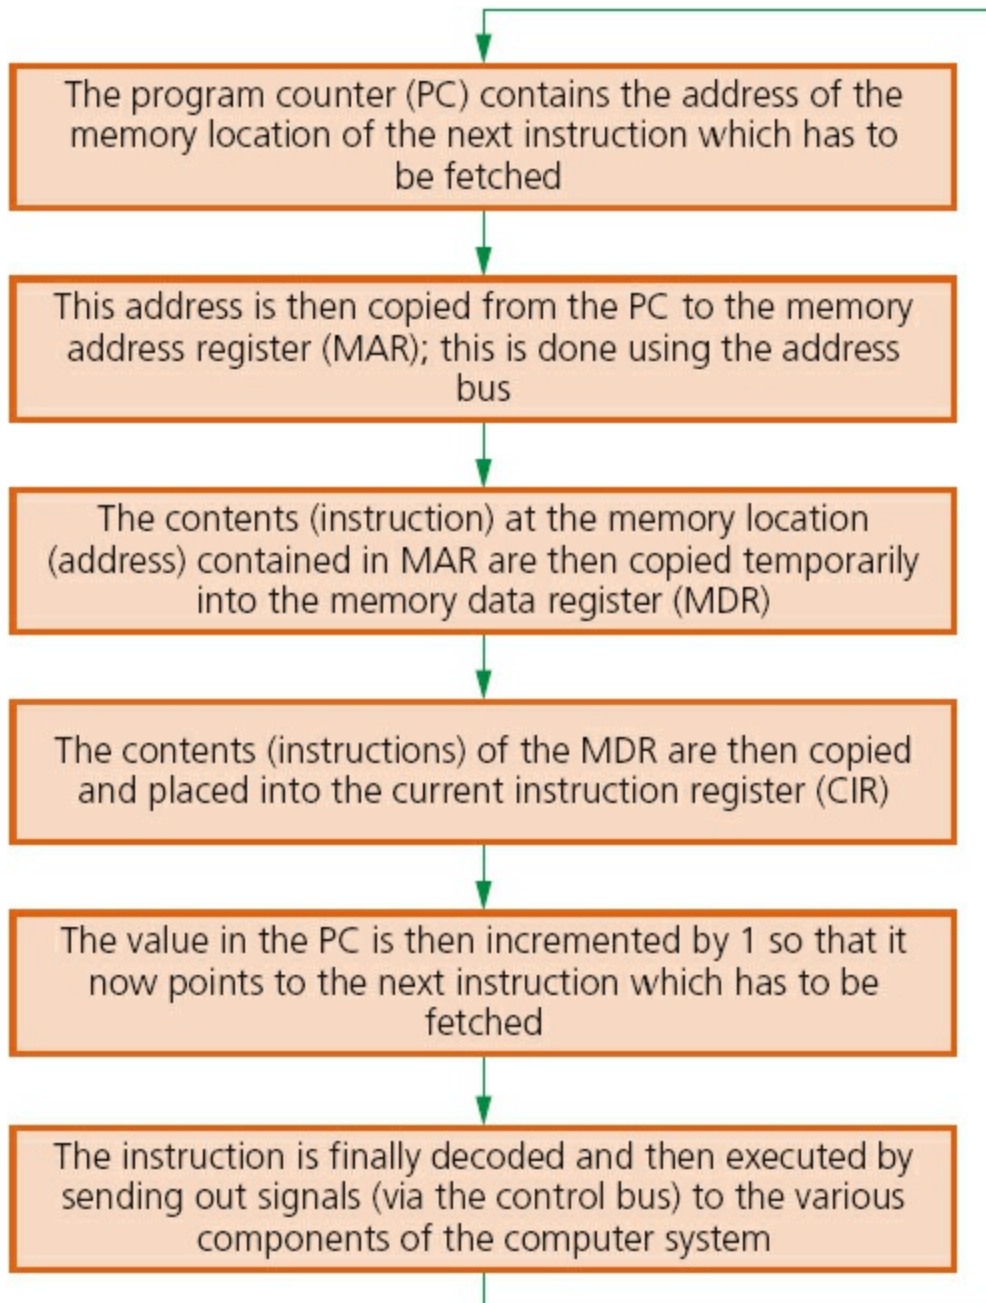 The program counter (PC) contains the address of the
memory location of the next instruction which has to
be fetched
This address is then copied from the PC to the memory
address register (MAR); this is done using the address
bus
The contents (instruction) at the memory location
(address) contained in MAR are then copied temporarily
into the memory data register (MDR)
The contents (instructions) of the MDR are then copied
and placed into the current instruction register (CIR)
The value in the PC is then incremented by 1 so that it
now points to the next instruction which has to be
fetched
The instruction is finally decoded and then executed by
sending out signals (via the control bus) to the various
components of the computer system